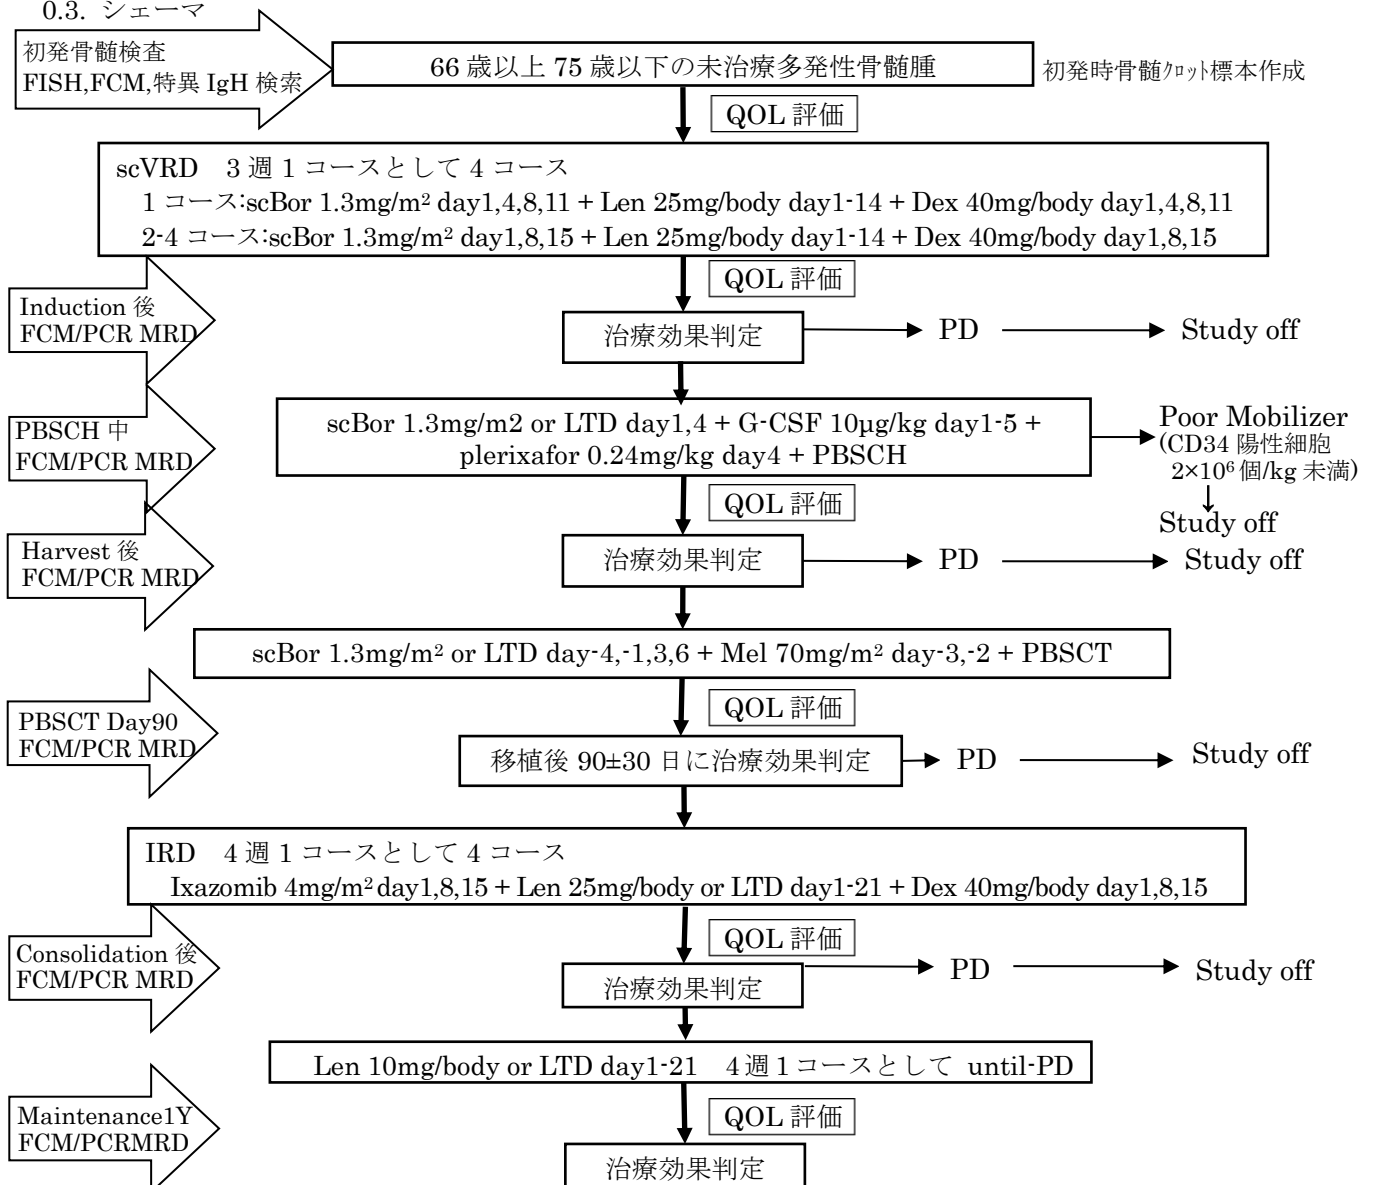 0.3. シェーマ
初発骨髄検査
FISH,FCM,特異 IgH 検索
66 歳以上 75 歳以下の未治療多発性骨髄腫
初発時骨髄ｸﾛｯﾄ標本作成
QOL 評価
scVRD 3 週 1 コースとして 4 コース
1 コース:scBor 1.3mg/m² day1,4,8,11 + Len 25mg/body day1-14 + Dex 40mg/body day1,4,8,11
2-4 コース:scBor 1.3mg/m² day1,8,15 + Len 25mg/body day1-14 + Dex 40mg/body day1,8,15
QOL 評価
Induction 後
FCM/PCR MRD
治療効果判定
PD
Study off
PBSCH 中
FCM/PCR MRD
scBor 1.3mg/m2 or LTD day1,4 + G-CSF 10μg/kg day1-5 +
plerixafor 0.24mg/kg day4 + PBSCH
Poor Mobilizer
(CD34 陽性細胞
2×10⁶ 個/kg 未満)
Study off
QOL 評価
Harvest 後
FCM/PCR MRD
治療効果判定
PD
Study off
scBor 1.3mg/m² or LTD day-4,-1,3,6 + Mel 70mg/m² day-3,-2 + PBSCT
QOL 評価
PBSCT Day90
FCM/PCR MRD
移植後 90±30 日に治療効果判定
PD
Study off
IRD 4 週 1 コースとして 4 コース
Ixazomib 4mg/m² day1,8,15 + Len 25mg/body or LTD day1-21 + Dex 40mg/body day1,8,15
QOL 評価
Consolidation 後
FCM/PCR MRD
治療効果判定
PD
Study off
Len 10mg/body or LTD day1-21 4 週 1 コースとして until-PD
QOL 評価
Maintenance1Y
FCM/PCRMRD
治療効果判定